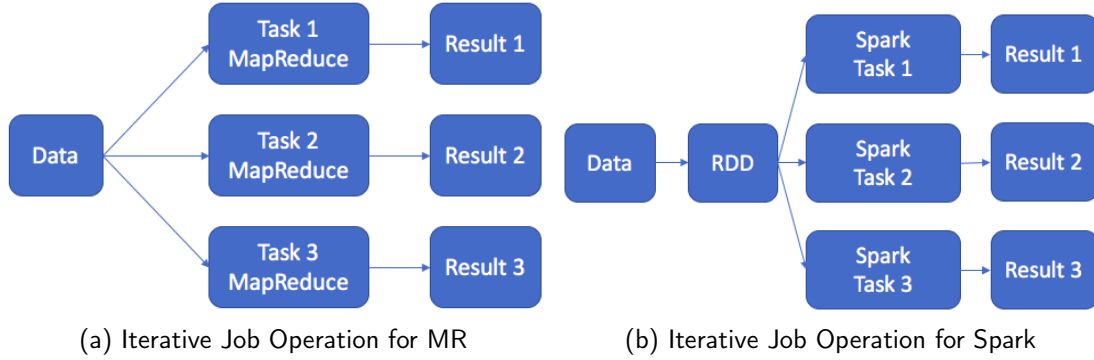 Data
Task 1
MapReduce
Result 1
Task 2
MapReduce
Result 2
Task 3
MapReduce
Result 3
(a) Iterative Job Operation for MR
Data
RDD
Spark
Task 1
Result 1
Spark
Task 2
Result 2
Spark
Task 3
Result 3
(b) Iterative Job Operation for Spark